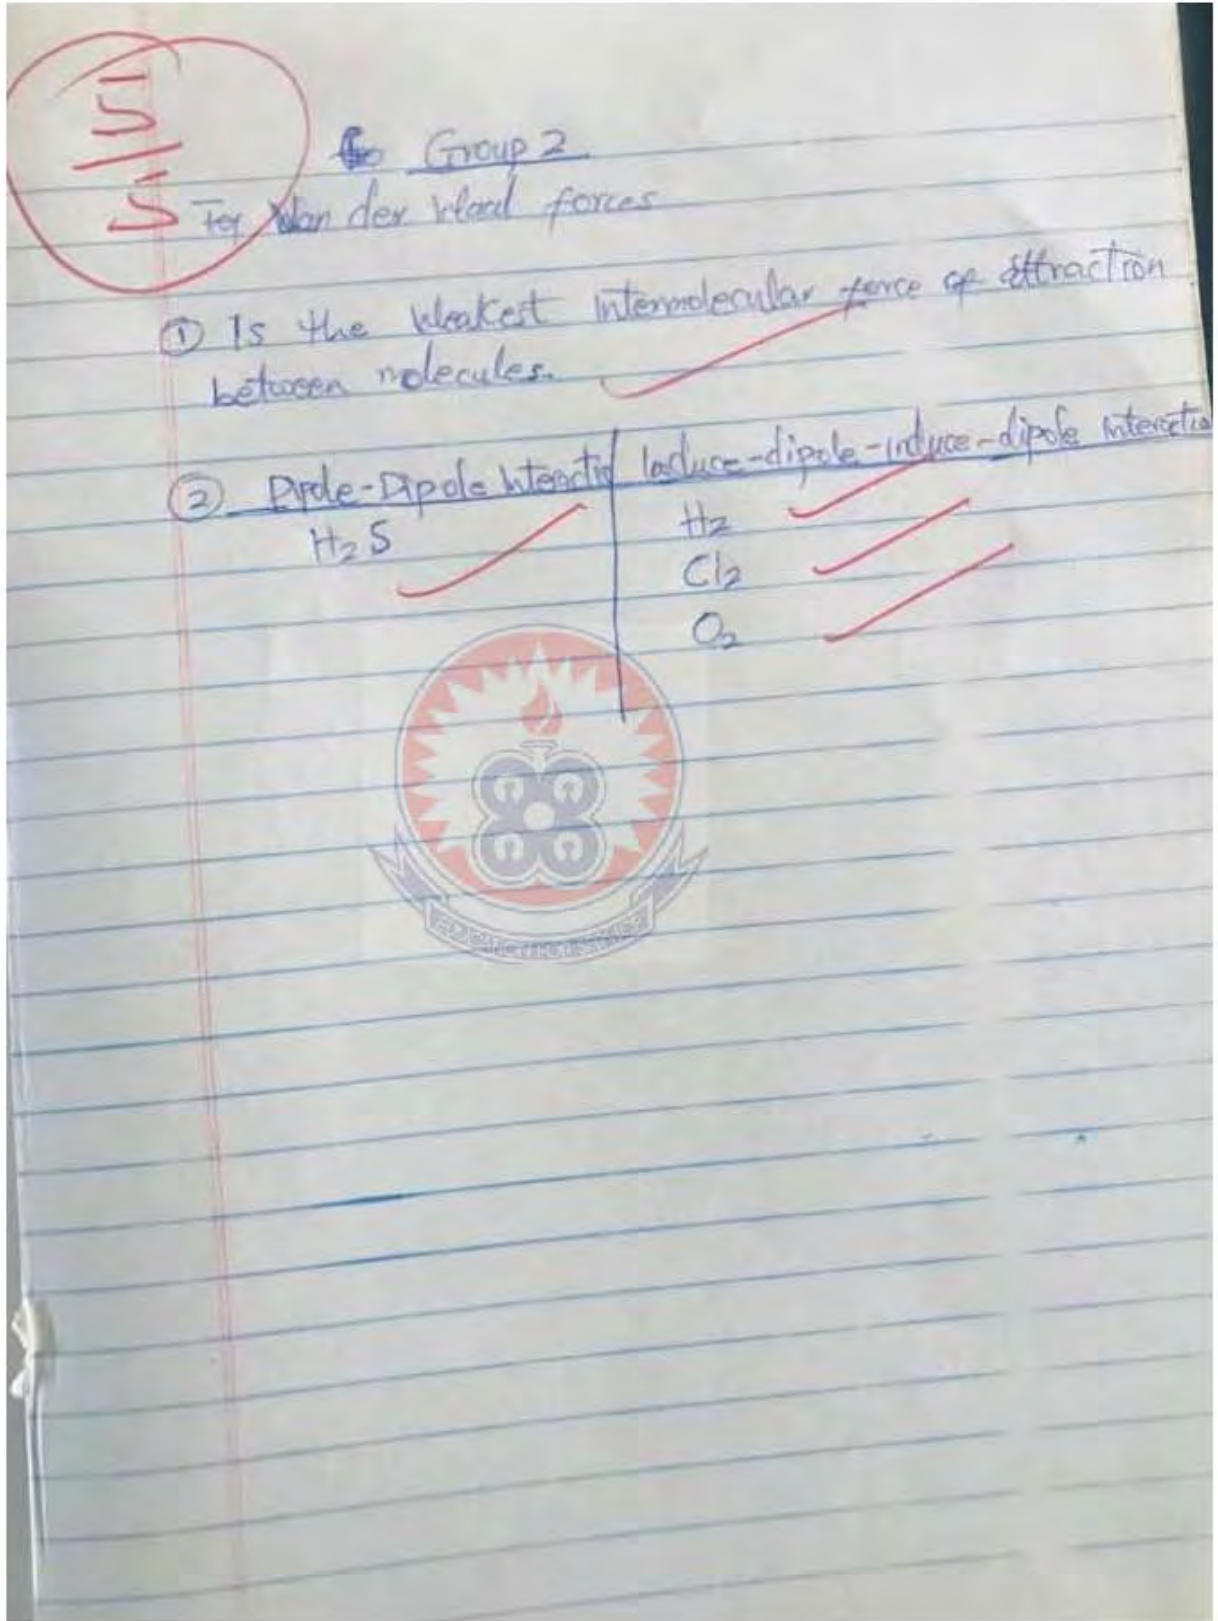 5
5
Group 2
Van der Waal forces
① Is the Weakest Intermolecular force of attraction
between molecules.
② Dipole-Dipole Interactio Induce-dipole-induce-dipole interactio
H₂S
H₂
Cl₂
O₂